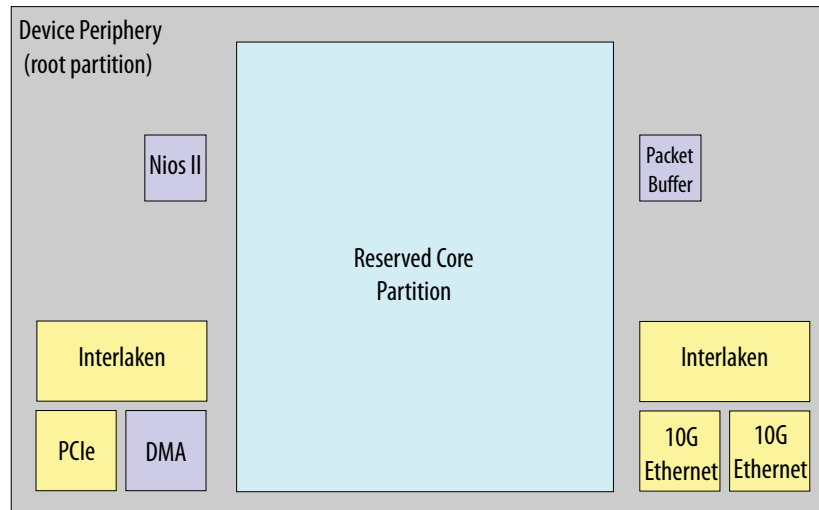 Device Periphery
(root partition)
Nios II
Packet
Buffer
Reserved Core
Partition
Interlaken
Interlaken
PCIe
DMA
10G
Ethernet
10G
Ethernet